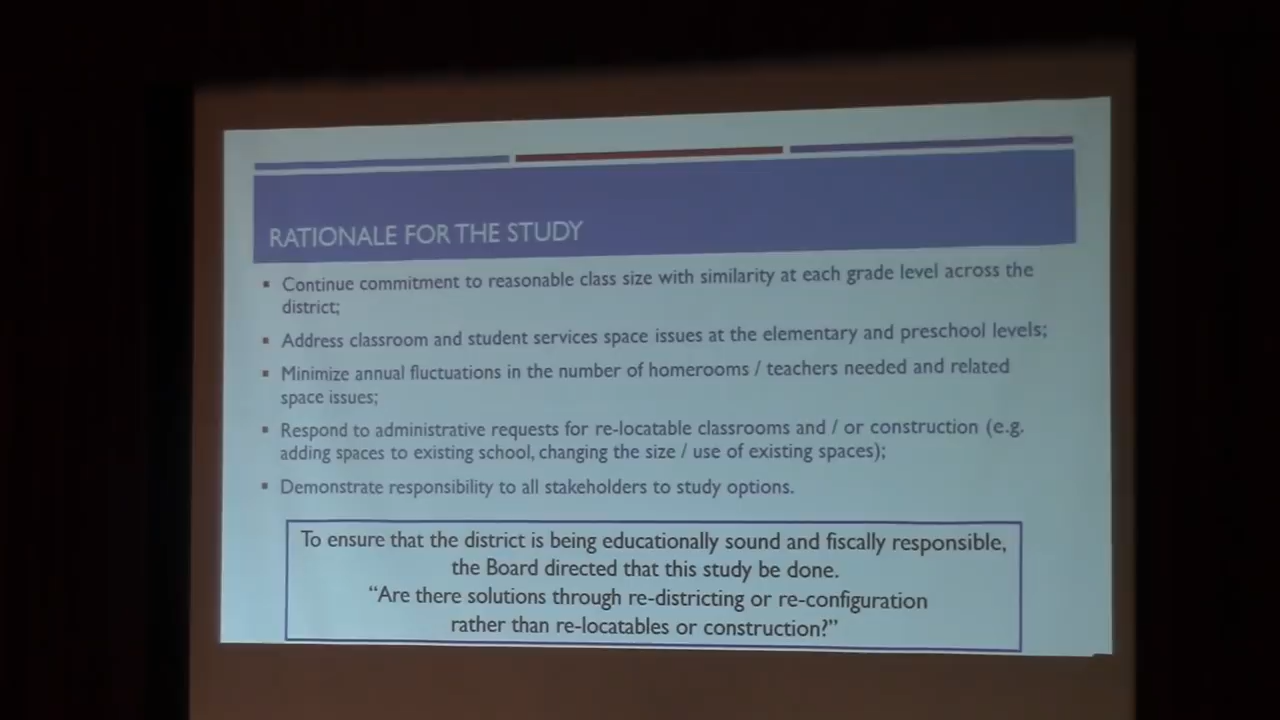 RATIONALE FOR THE STUDY
▪ Continue commitment to reasonable class size with similarity at each grade level across the
district;
▪ Address classroom and student services space issues at the elementary and preschool levels;
▪ Minimize annual fluctuations in the number of homerooms / teachers needed and related
space issues;
▪ Respond to administrative requests for re-locatable classrooms and / or construction (e.g.
adding spaces to existing school, changing the size / use of existing spaces);
▪ Demonstrate responsibility to all stakeholders to study options.
To ensure that the district is being educationally sound and fiscally responsible,
the Board directed that this study be done.
“Are there solutions through re-districting or re-configuration
rather than re-locatables or construction?”